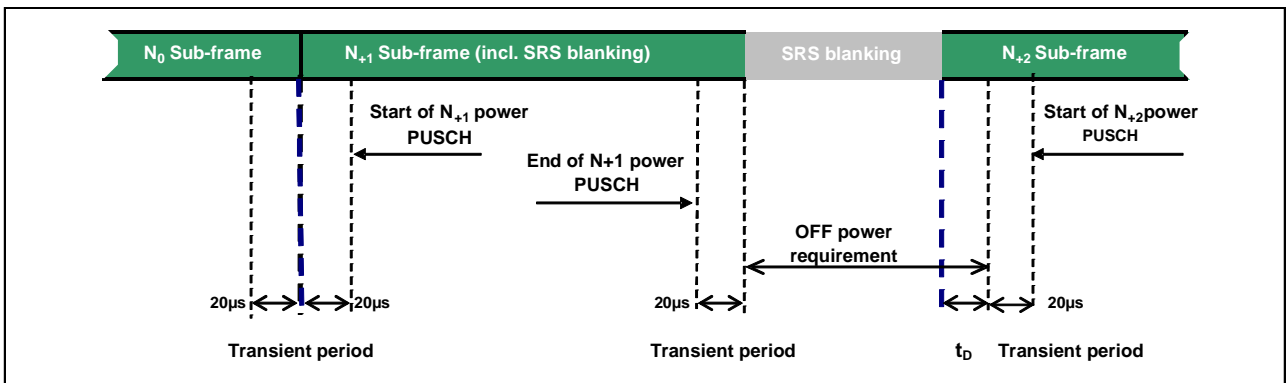 N0 Sub-frame
N+1 Sub-frame (incl. SRS blanking)
SRS blanking
N+2 Sub-frame
Start of N+1 power
PUSCH
End of N+1 power
PUSCH
Start of N+2power
PUSCH
OFF power
requirement
20µs
20µs
20µs
20µs
Transient period
Transient period
tD
Transient period